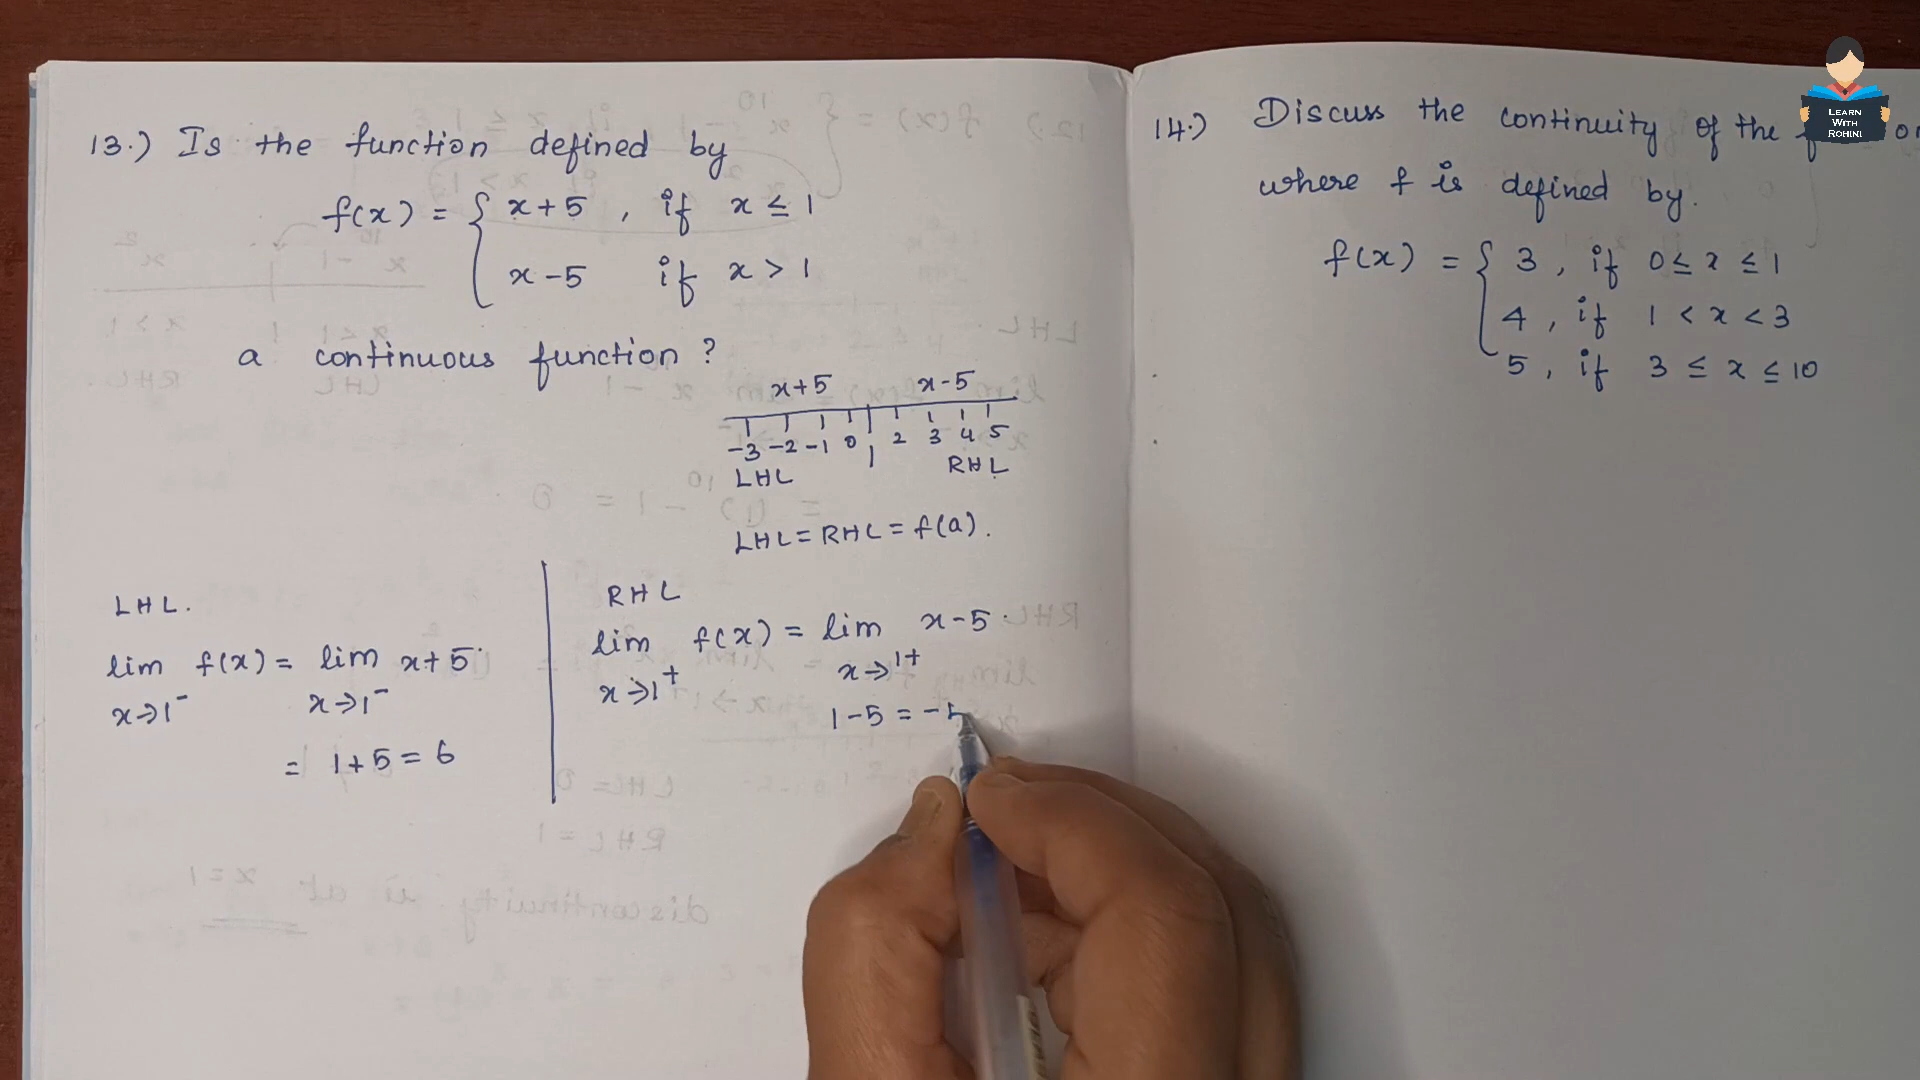 13.) Is the function defined by
f(x) = { x+5 , if x ≤ 1
x-5 if x > 1
a continuous function ?
x+5 x-5
-3 -2 -1 0 1 2 3 4 5
LHL RHL
LHL = RHL = f(a).
LHL.
lim f(x) = lim x+5
x→1⁻ x→1⁻
= 1+5 = 6
RHL
lim f(x) = lim x-5
x→1⁺ x→1⁺
1-5 = -
14.) Discuss the continuity of the
where f is defined by.
f(x) = { 3 , if 0 ≤ x ≤ 1
4 , if 1 < x < 3
5 , if 3 ≤ x ≤ 10
LEARN
WITH
ROHINI